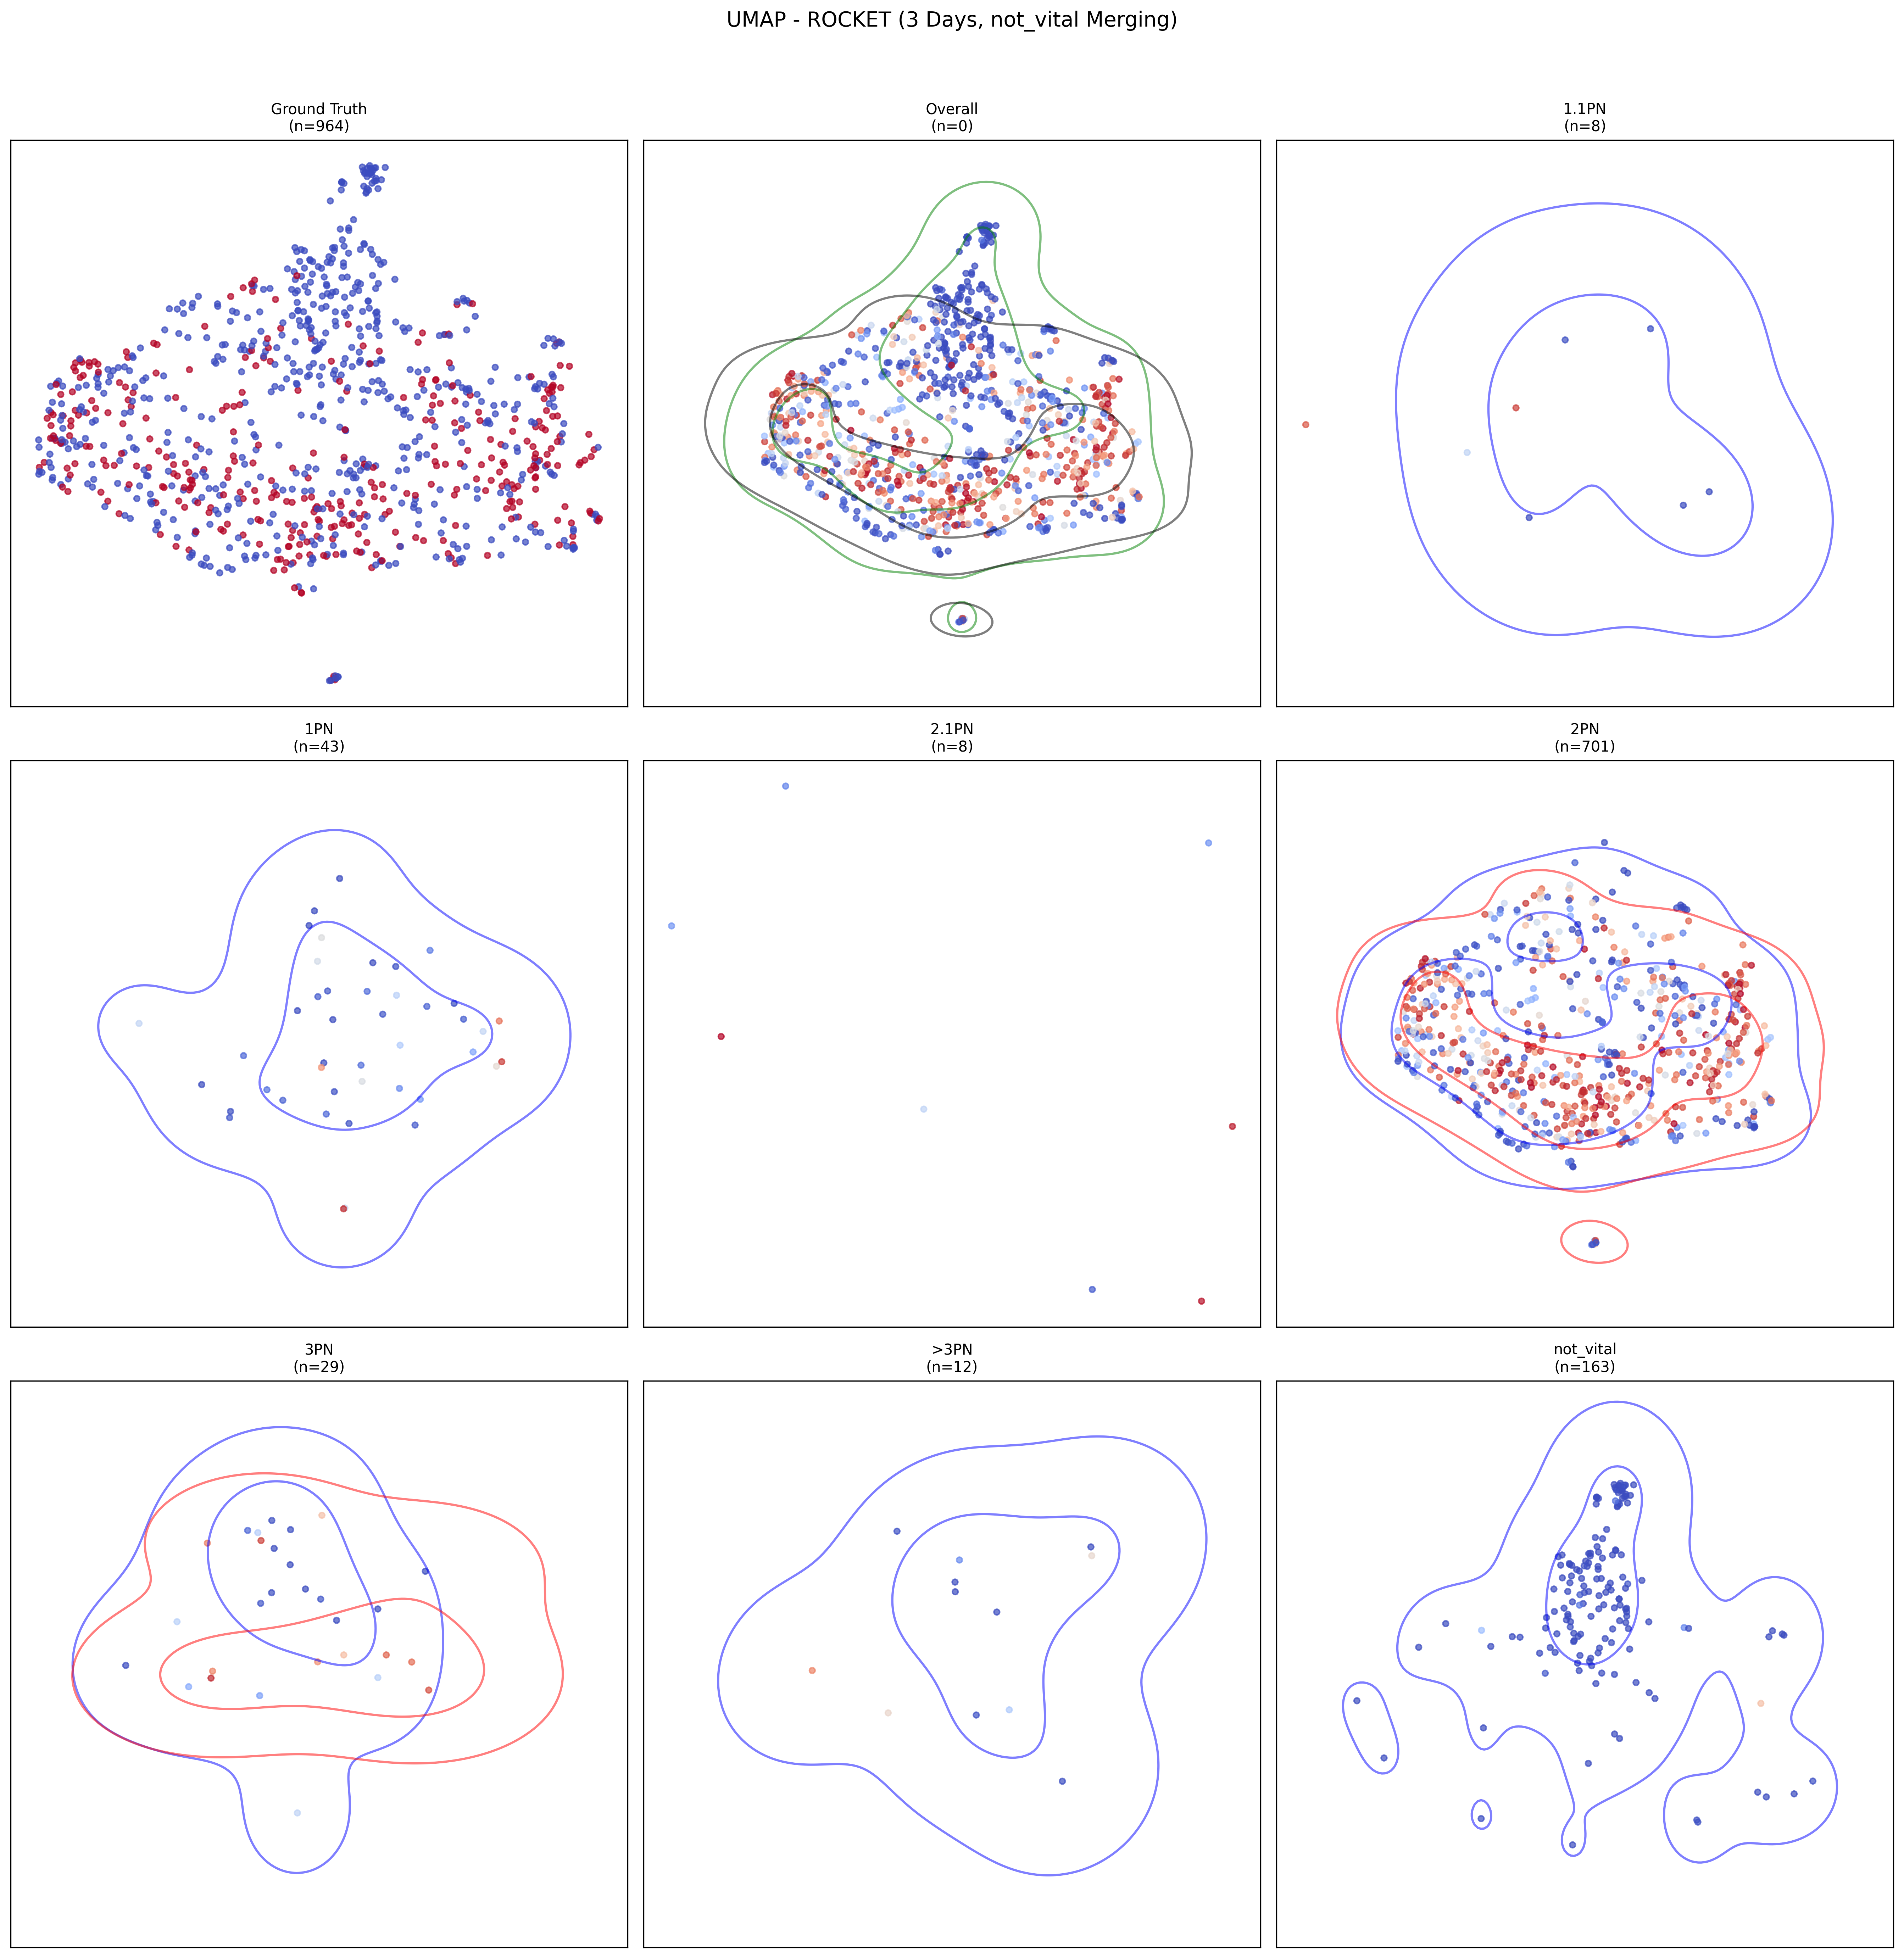 UMAP - ROCKET (3 Days, not_vital Merging)
Ground Truth
(n=964)
Overall
(n=0)
1.1PN
(n=8)
1PN
(n=43)
2.1PN
(n=8)
2PN
(n=701)
3PN
(n=29)
>3PN
(n=12)
not_vital
(n=163)